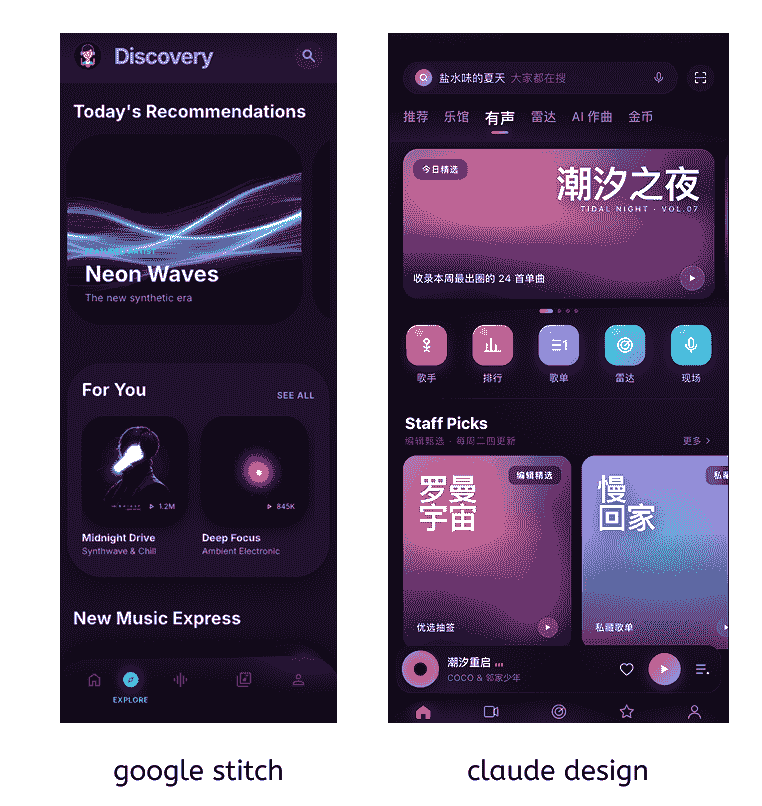 Discovery
Today's Recommendations
Neon Waves
The new synthetic era
For You
SEE ALL
1.2M
845K
Midnight Drive
Synthwave & Chill
Deep Focus
Ambient Electronic
New Music Express
EXPLORE
google stitch
盐水味的夏天 大家都在搜
推荐 乐馆 有声 雷达 AI 作曲 金币
今日精选
潮汐之夜
TIDAL NIGHT · VOL.07
收录本周最出圈的 24 首单曲
歌手 排行 歌单 雷达 现场
Staff Picks
编辑甄选 · 每周二四更新
更多
编辑精选
罗曼
宇宙
优选抽签
私藏
慢
回家
私藏歌单
潮汐重启
COCO & 邻家少年
claude design